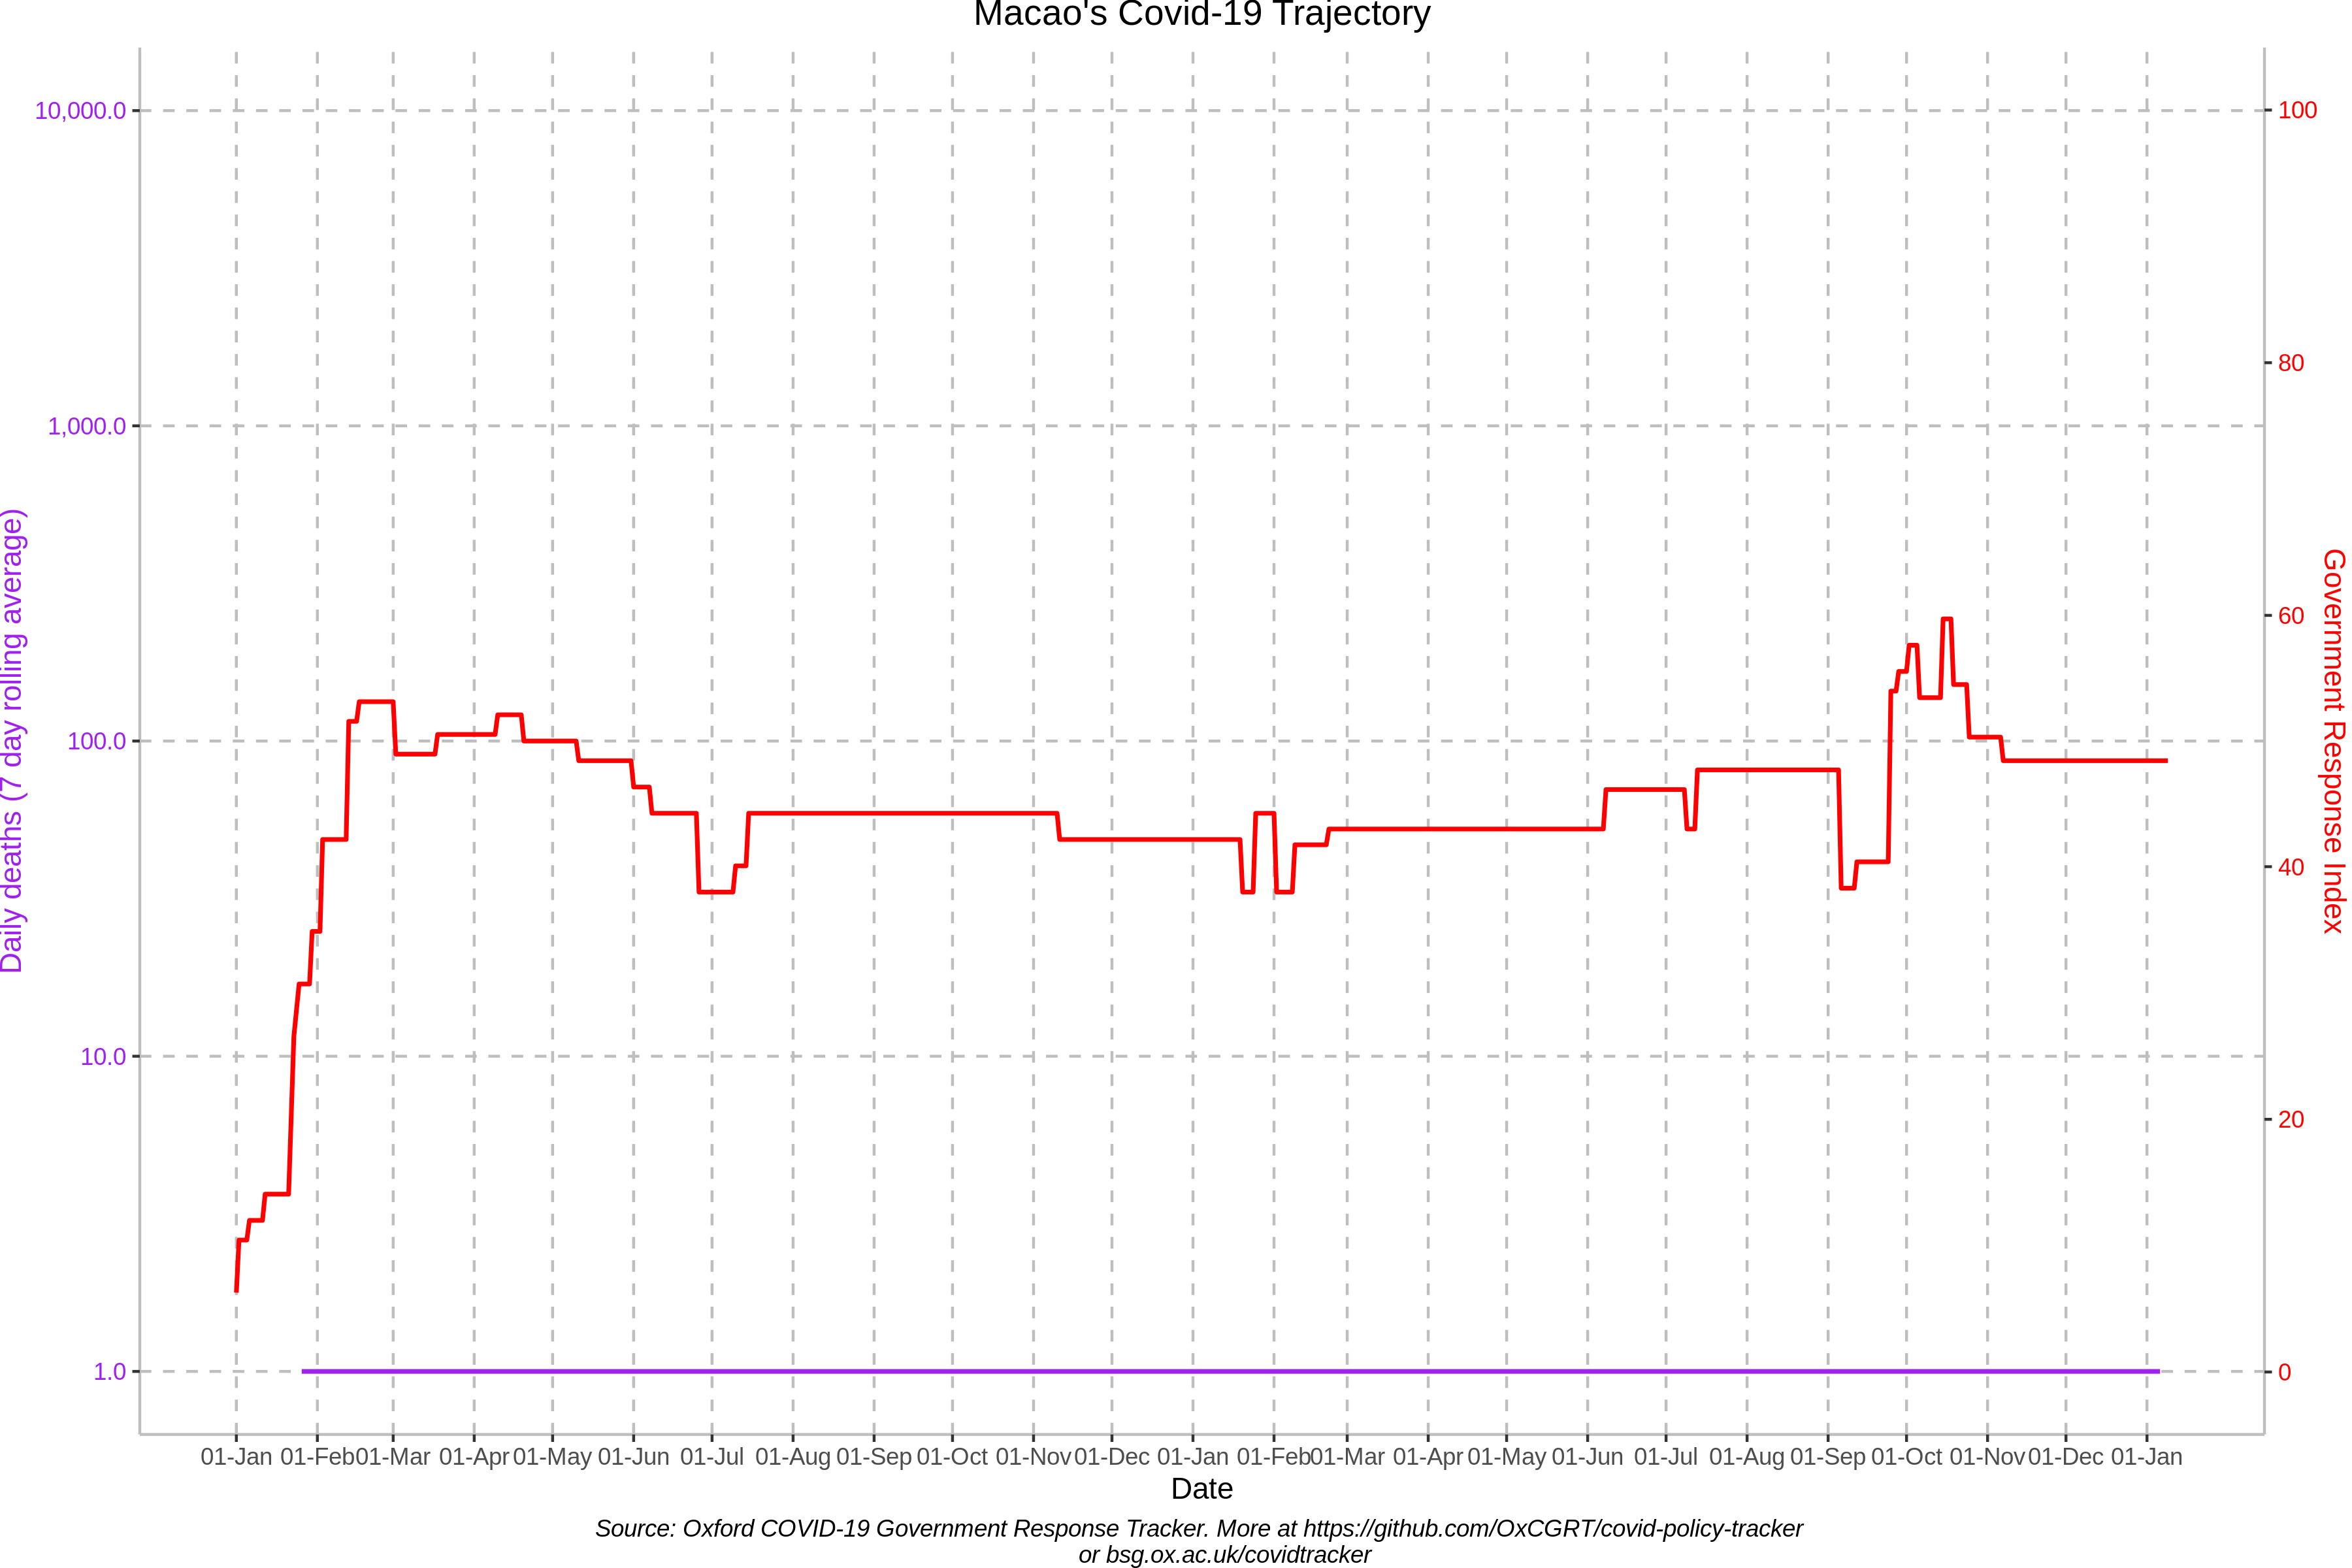 Macao's Covid-19 Trajectory
10,000.0
1,000.0
100.0
10.0
1.0
Daily deaths (7 day rolling average)
100
80
60
40
20
0
Government Response Index
01-Jan 01-Feb 01-Mar 01-Apr 01-May 01-Jun 01-Jul 01-Aug 01-Sep 01-Oct 01-Nov 01-Dec 01-Jan 01-Feb 01-Mar 01-Apr 01-May 01-Jun 01-Jul 01-Aug 01-Sep 01-Oct 01-Nov 01-Dec 01-Jan
Date
Source: Oxford COVID-19 Government Response Tracker. More at https://github.com/OxCGRT/covid-policy-tracker
or bsg.ox.ac.uk/covidtracker